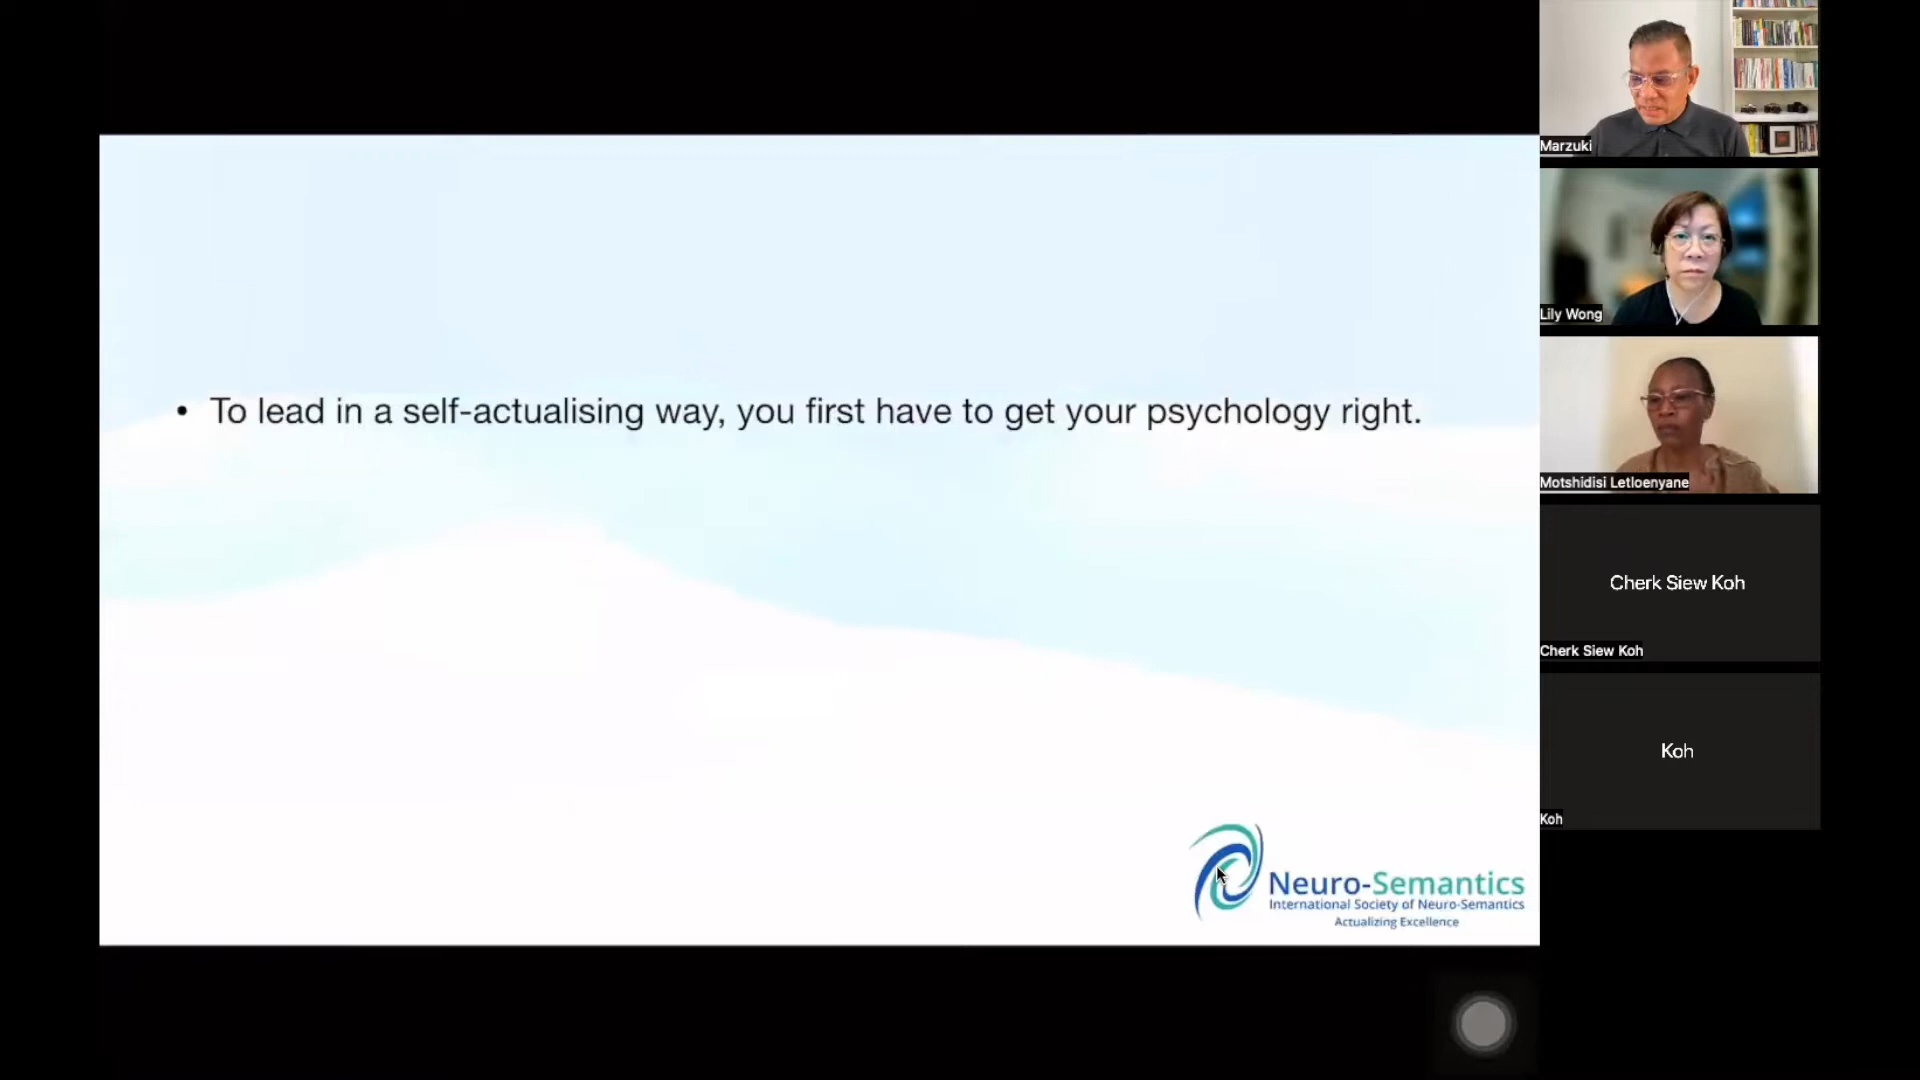 • To lead in a self-actualising way, you first have to get your psychology right.
Neuro-Semantics
International Society of Neuro-Semantics
Actualizing Excellence
Marzuki
Lily Wong
Motshidisi Letloenyane
Cherk Siew Koh
Cherk Siew Koh
Koh
Koh